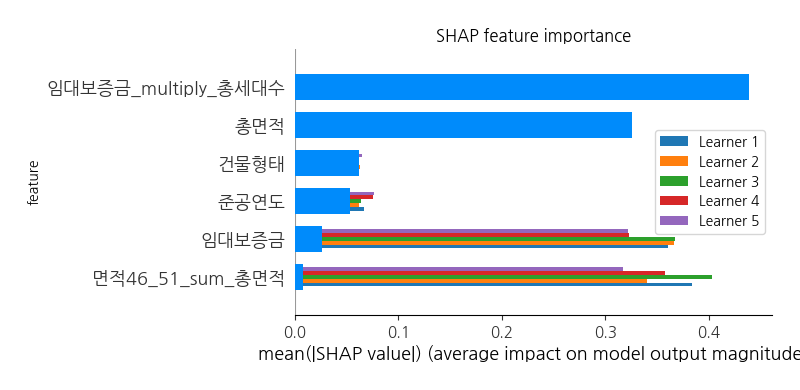 SHAP feature importance
임대보증금_multiply_총세대수
총면적
건물형태
준공연도
임대보증금
면적46_51_sum_총면적
feature
Learner 1
Learner 2
Learner 3
Learner 4
Learner 5
0.0 0.1 0.2 0.3 0.4
mean(|SHAP value|) (average impact on model output magnitude